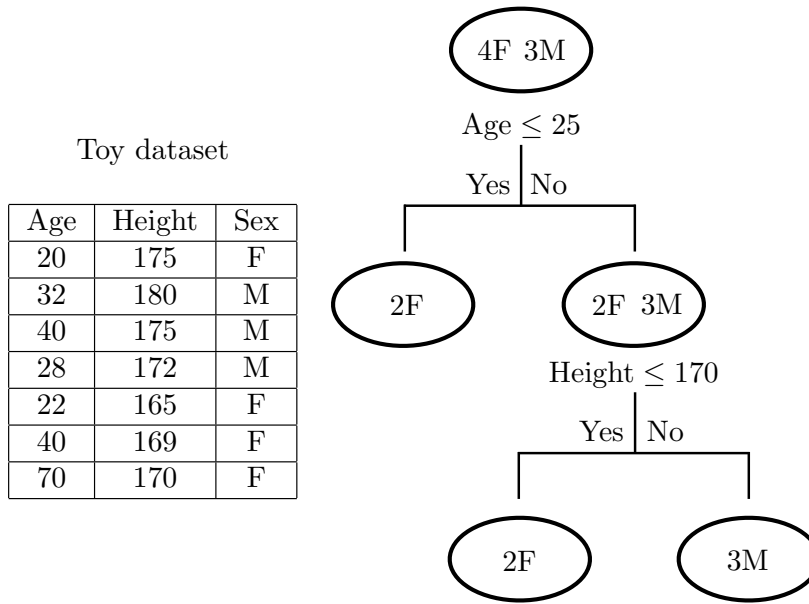 Toy dataset
Age Height Sex
20 175 F
32 180 M
40 175 M
28 172 M
22 165 F
40 169 F
70 170 F
4F 3M
Age ≤ 25
Yes No
2F 2F 3M
Height ≤ 170
Yes No
2F 3M